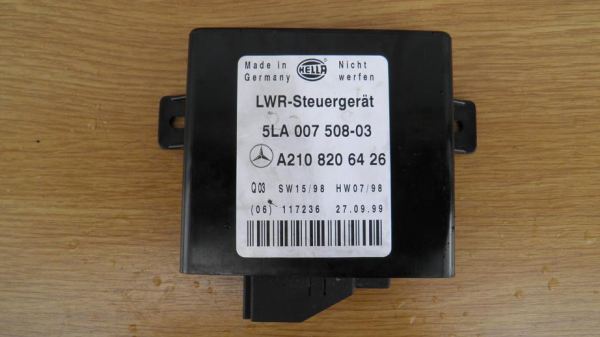 Made in Germany
HELLA
Nicht werfen
LWR-Steuergerät
5LA 007 508-03
A210 820 64 26
Q03 SW15/98 HW07/98
(06) 117236 27.09.99